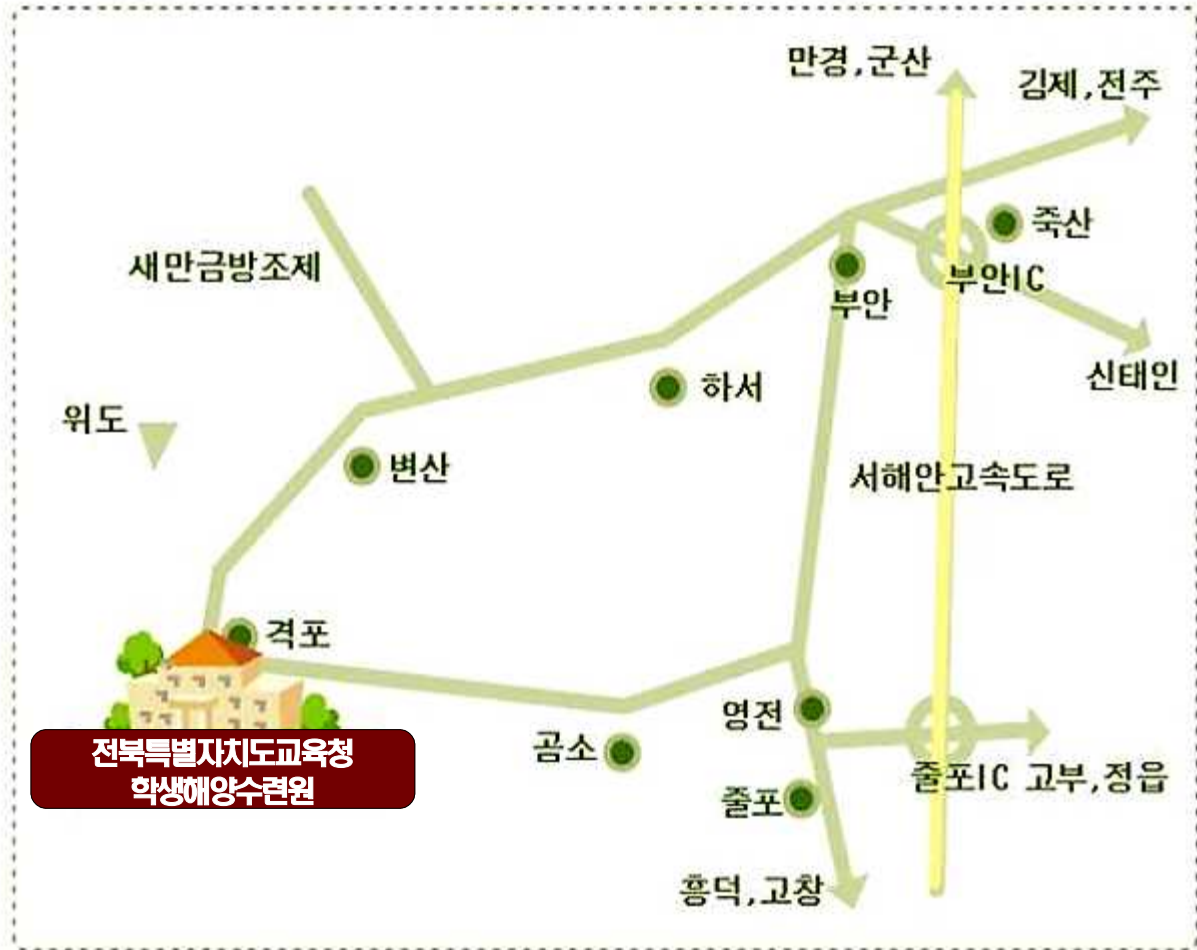 만경,군산
김제,전주
죽산
새만금방조제
부안IC
부안
신태인
하서
위도
변산
서해안고속도로
격포
영전
곰소
전북특별자치도교육청
학생해양수련원
줄포IC 고부,정읍
줄포
흥덕,고창